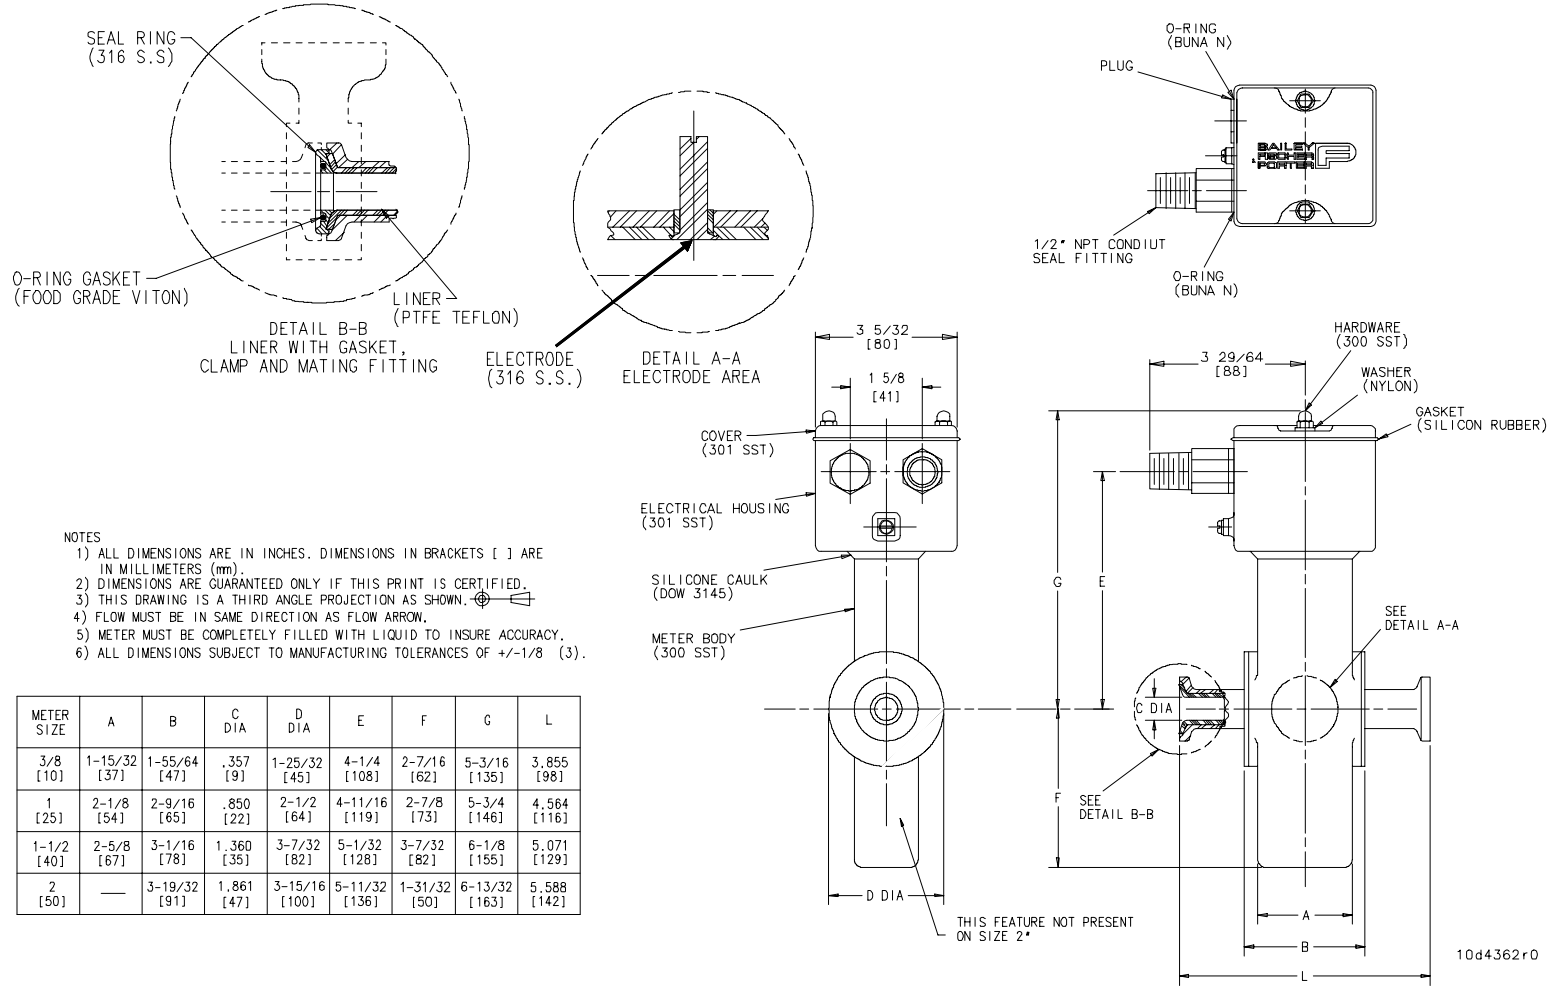 SEAL RING
(316 S.S)
O-RING GASKET
(FOOD GRADE VITON)
LINER
(PTFE TEFLON)
DETAIL B-B
LINER WITH GASKET,
CLAMP AND MATING FITTING
ELECTRODE
(316 S.S.)
DETAIL A-A
ELECTRODE AREA
O-RING
(BUNA N)
PLUG
BAILEY
FISCHER
& PORTER
1/2" NPT CONDIUT
SEAL FITTING
O-RING
(BUNA N)
3 5/32
[80]
1 5/8
[41]
COVER
(301 SST)
ELECTRICAL HOUSING
(301 SST)
SILICONE CAULK
(DOW 3145)
METER BODY
(300 SST)
D DIA
THIS FEATURE NOT PRESENT
ON SIZE 2"
HARDWARE
(300 SST)
3 29/64
[88]
WASHER
(NYLON)
GASKET
(SILICON RUBBER)
G
E
SEE
DETAIL A-A
C DIA
F
SEE
DETAIL B-B
A
B
L
10d4362r0
NOTES
1) ALL DIMENSIONS ARE IN INCHES. DIMENSIONS IN BRACKETS [ ] ARE
IN MILLIMETERS (mm).
2) DIMENSIONS ARE GUARANTEED ONLY IF THIS PRINT IS CERTIFIED.
3) THIS DRAWING IS A THIRD ANGLE PROJECTION AS SHOWN.
4) FLOW MUST BE IN SAME DIRECTION AS FLOW ARROW.
5) METER MUST BE COMPLETELY FILLED WITH LIQUID TO INSURE ACCURACY.
6) ALL DIMENSIONS SUBJECT TO MANUFACTURING TOLERANCES OF +/-1/8 (3).
METER SIZE A B C DIA D DIA E F G L
3/8 1-15/32 1-55/64 .357 1-25/32 4-1/4 2-7/16 5-3/16 3.855
[10] [37] [47] [9] [45] [108] [62] [135] [98]
1 2-1/8 2-9/16 .850 2-1/2 4-11/16 2-7/8 5-3/4 4.564
[25] [54] [65] [22] [64] [119] [73] [146] [116]
1-1/2 2-5/8 3-1/16 1.360 3-7/32 5-1/32 3-7/32 6-1/8 5.071
[40] [67] [78] [35] [82] [128] [82] [155] [129]
2 — 3-19/32 1.861 3-15/16 5-11/32 1-31/32 6-13/32 5.588
[50] [91] [47] [100] [136] [50] [163] [142]